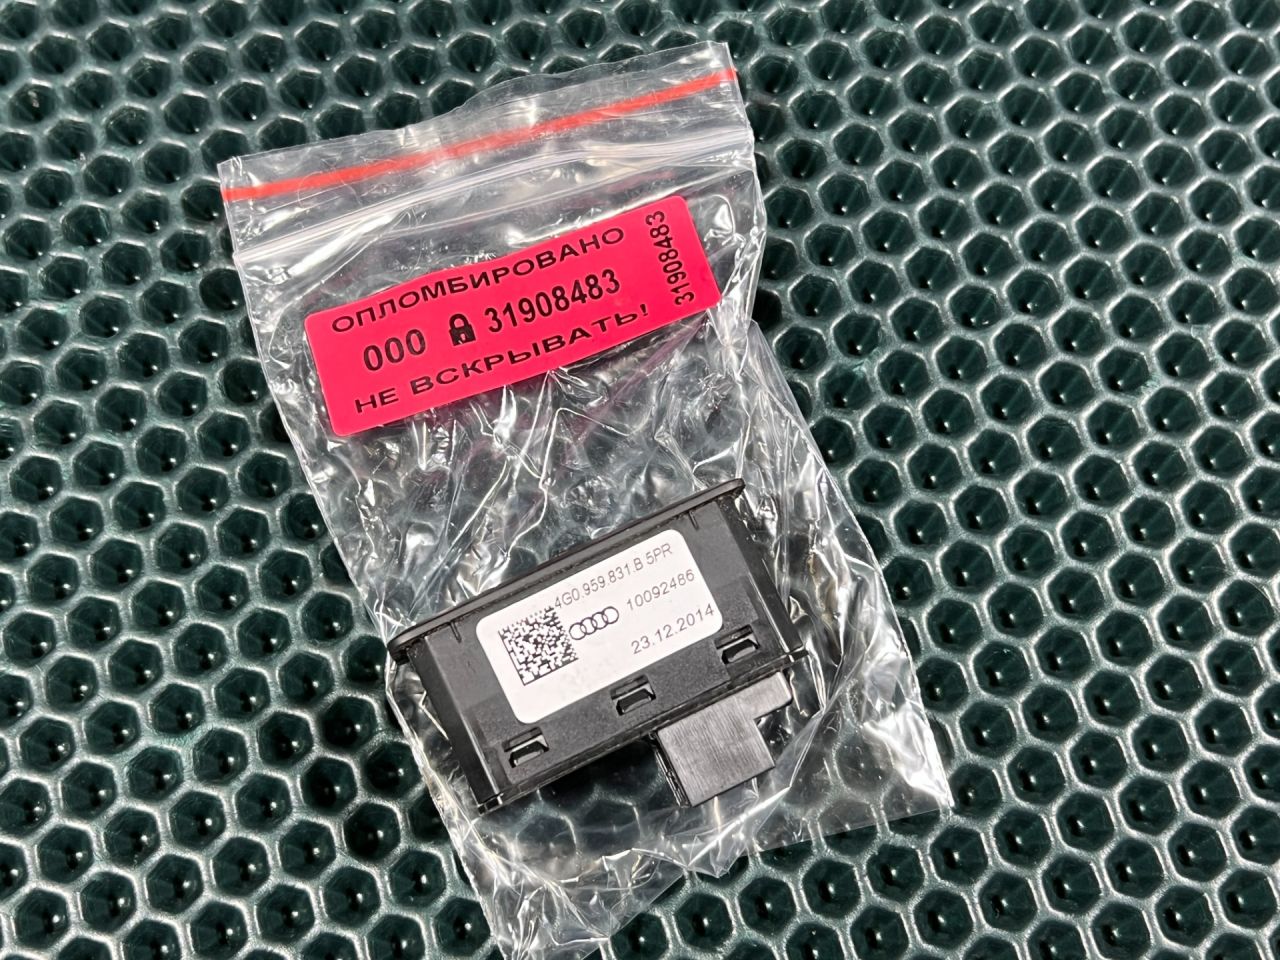 ОПЛОМБИРОВАНО
000 31908483
НЕ ВСКРЫВАТЬ!
31908483
4G0.959.831.B 5PR
10092486
23.12.2014